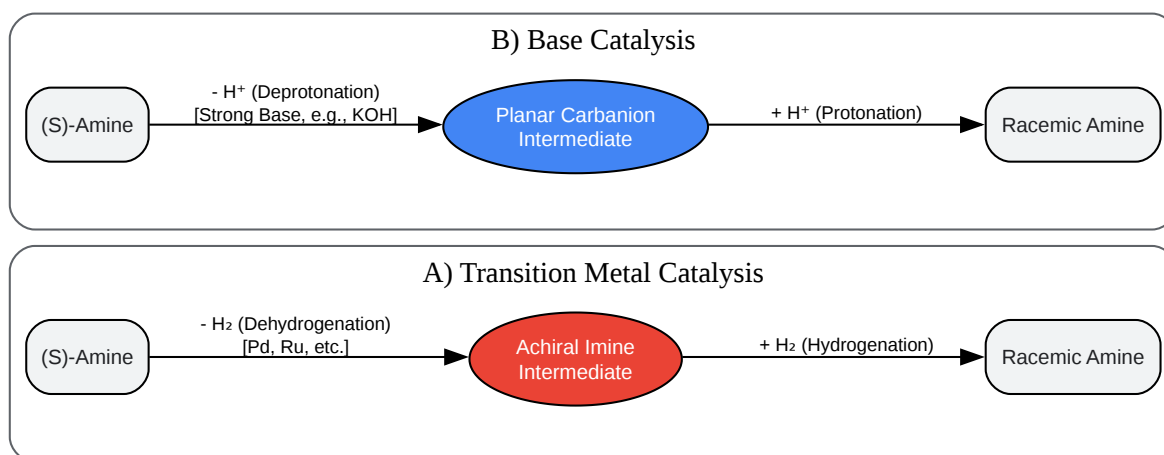 B) Base Catalysis
- H⁺ (Deprotonation)
[Strong Base, e.g., KOH]
(S)-Amine
Planar Carbanion
Intermediate
+ H⁺ (Protonation)
Racemic Amine
A) Transition Metal Catalysis
- H₂ (Dehydrogenation)
[Pd, Ru, etc.]
(S)-Amine
Achiral Imine
Intermediate
+ H₂ (Hydrogenation)
Racemic Amine